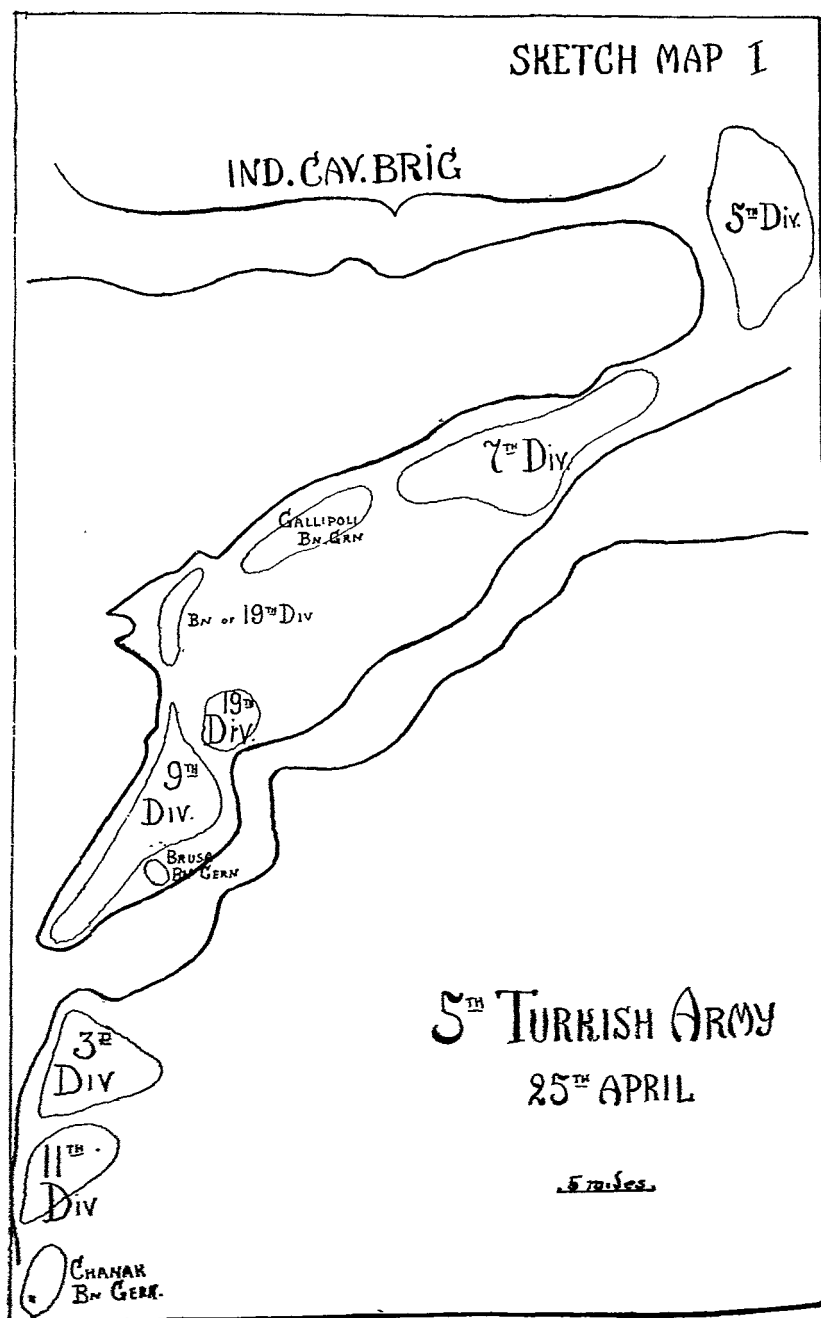 SKETCH MAP I
IND. CAV. BRIG
5TH Div.
7TH Div.
GALLIPOLI
BN GRN
BN OF 19TH DIV
19TH
Div.
9TH
Div.
BRUSA
BN GERN
3RD
DIV
5TH TURKISH ARMY
25TH APRIL
11TH
Div
5 miles.
CHANAK
BN GERR.